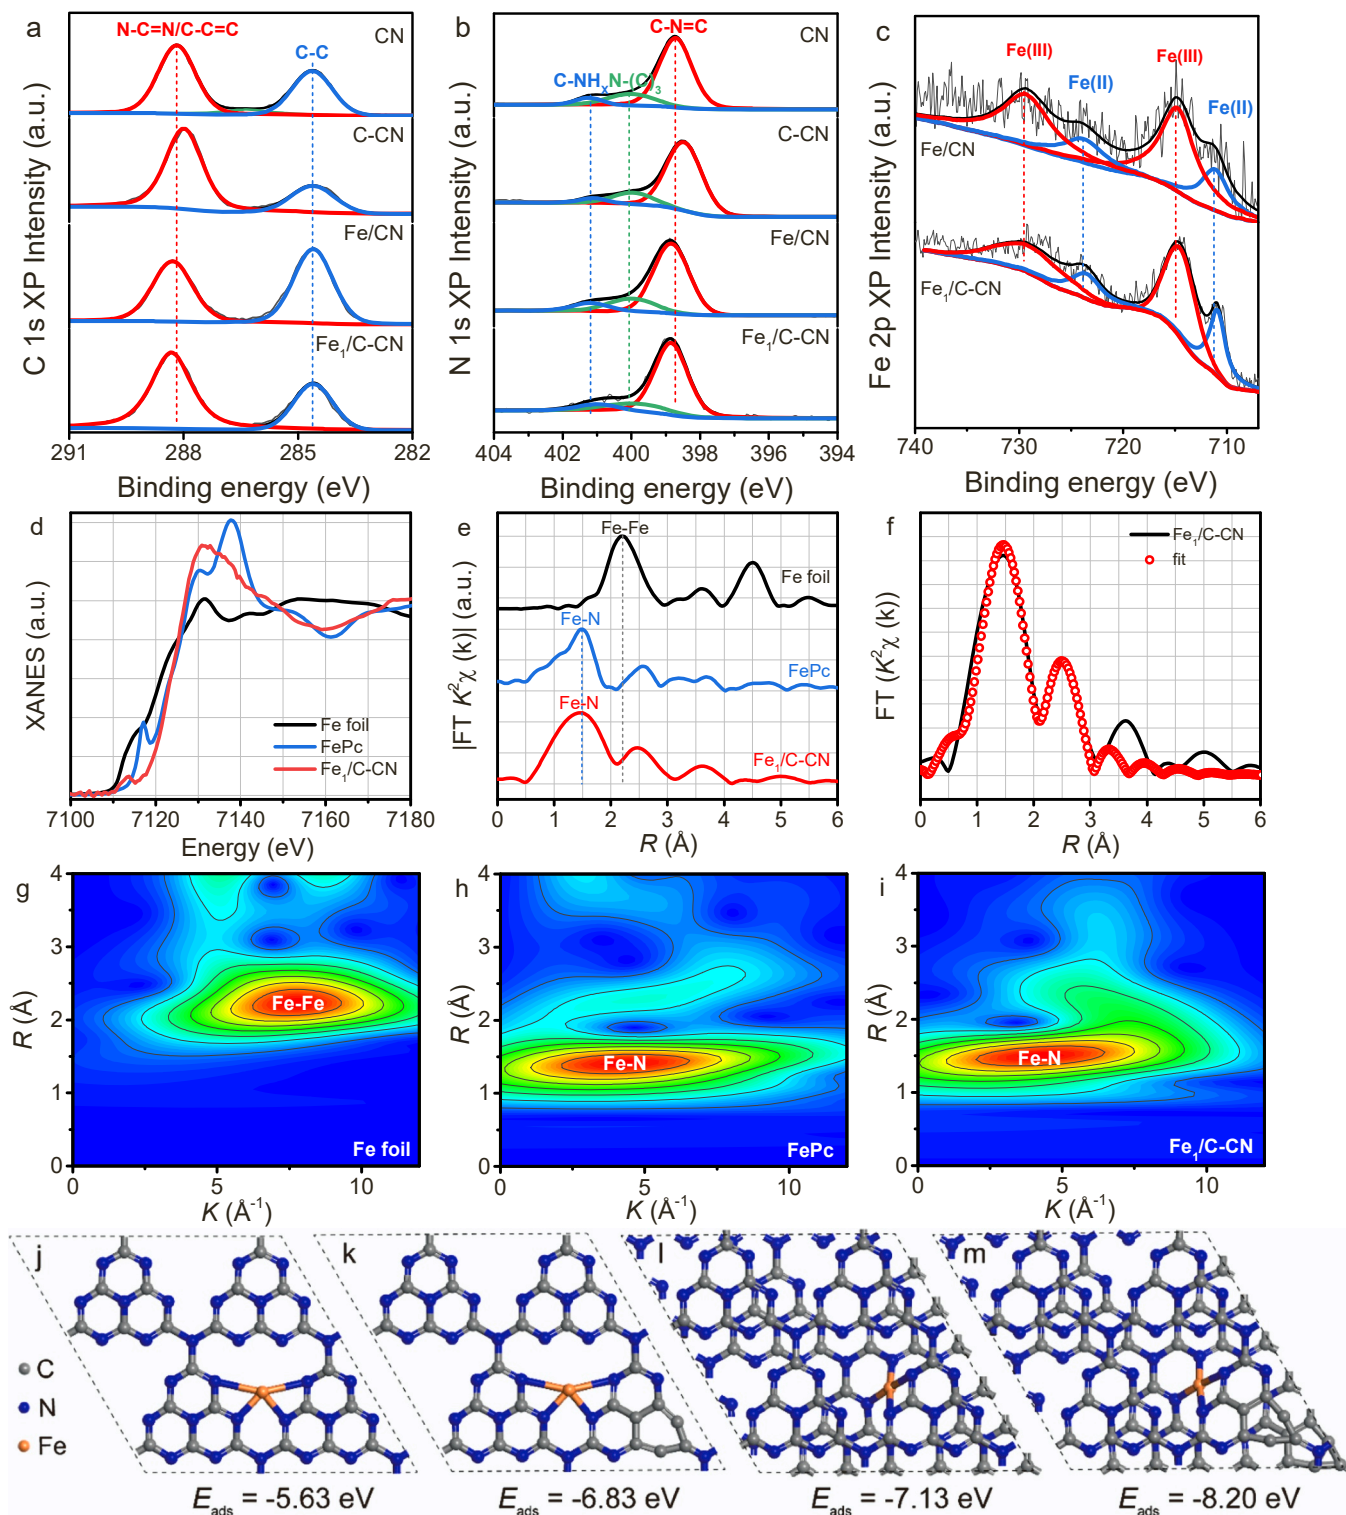 a
N-C=N/C-C=C
C-C
CN
C-CN
Fe/CN
Fe₁/C-CN
C 1s XP Intensity (a.u.)
291 288 285 282
Binding energy (eV)
b
C-N=C
CN
C-NHₓ N-(C)₃
C-CN
Fe/CN
Fe₁/C-CN
N 1s XP Intensity (a.u.)
404 402 400 398 396 394
Binding energy (eV)
c
Fe(III)
Fe(II)
Fe(III)
Fe(II)
Fe/CN
Fe₁/C-CN
Fe 2p XP Intensity (a.u.)
740 730 720 710
Binding energy (eV)
d
XANES (a.u.)
Fe foil
FePc
Fe₁/C-CN
7100 7120 7140 7160 7180
Energy (eV)
e
Fe-Fe
Fe foil
Fe-N
FePc
Fe-N
Fe₁/C-CN
|FT K²χ (k)| (a.u.)
0 1 2 3 4 5 6
R (Å)
f
Fe₁/C-CN
fit
FT (K²χ (k))
0 1 2 3 4 5 6
R (Å)
g
4
3
2
1
0
R (Å)
Fe-Fe
Fe foil
0 5 10
K (Å⁻¹)
h
4
3
2
1
0
R (Å)
Fe-N
FePc
0 5 10
K (Å⁻¹)
i
4
3
2
1
0
R (Å)
Fe-N
Fe₁/C-CN
0 5 10
K (Å⁻¹)
j
C
N
Fe
E_ads = -5.63 eV
k
E_ads = -6.83 eV
l
E_ads = -7.13 eV
m
E_ads = -8.20 eV